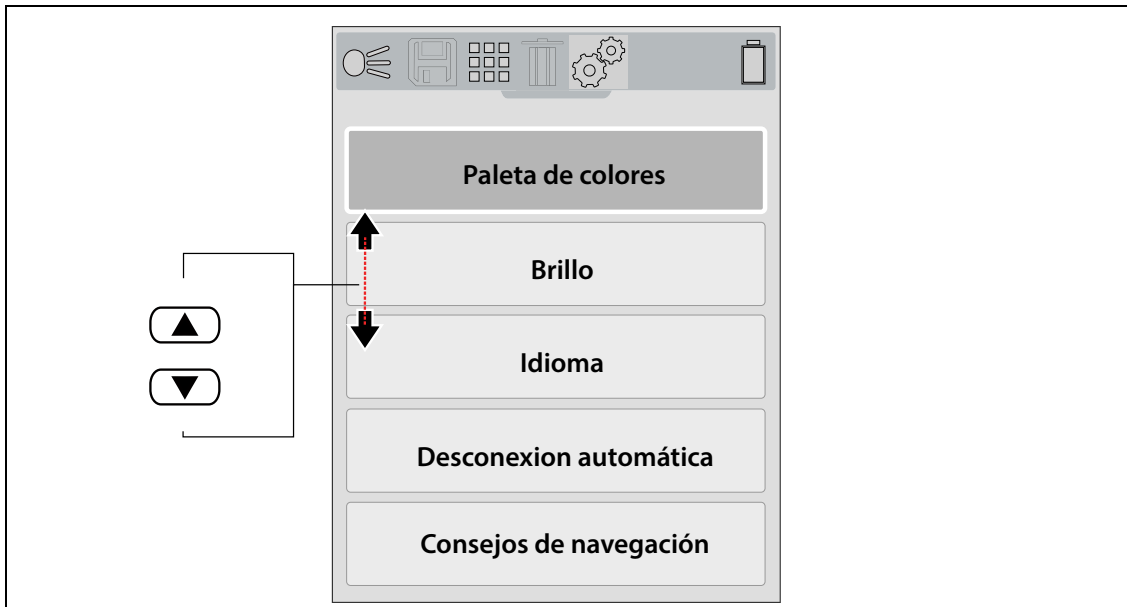 Paleta de colores
Brillo
Idioma
Desconexion automática
Consejos de navegación